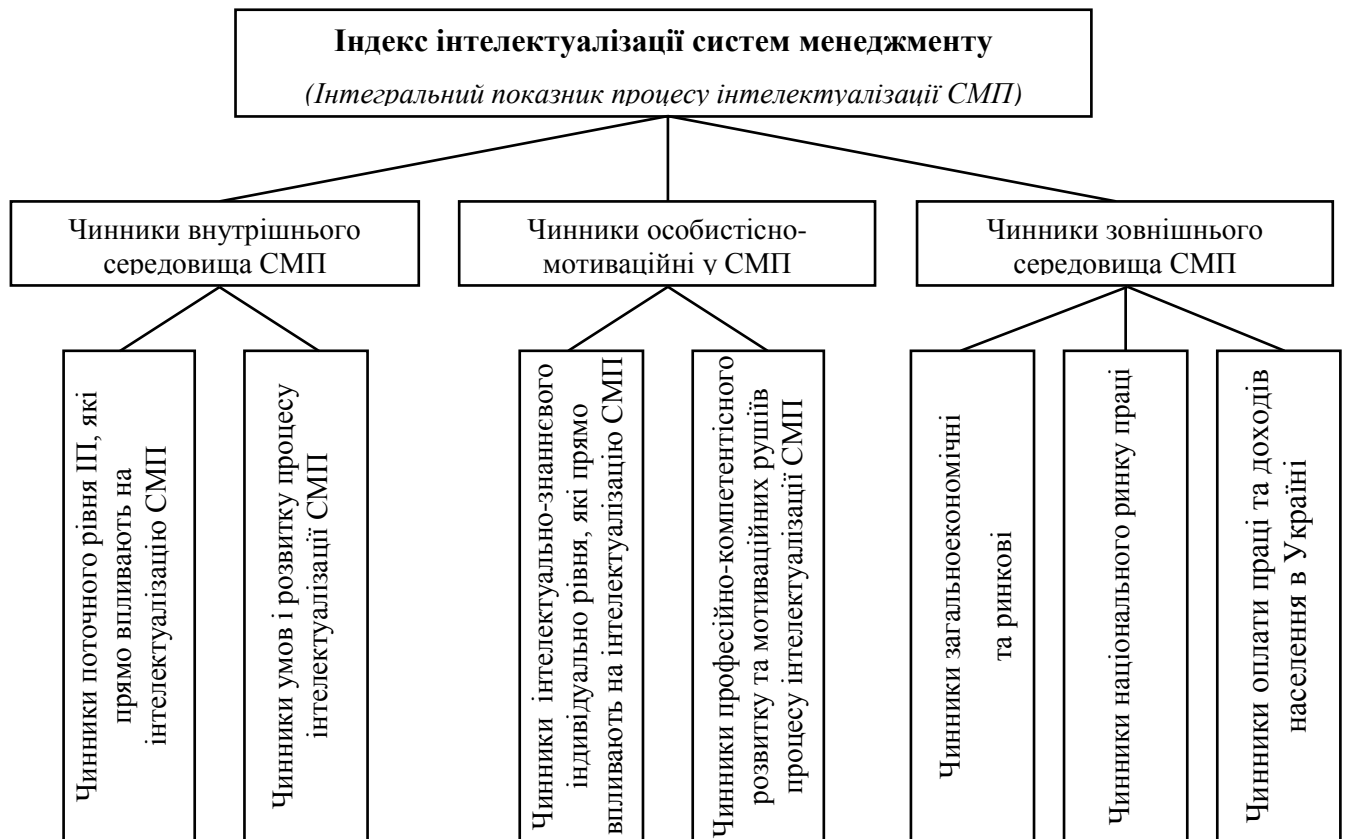 Індекс інтелектуалізації систем менеджменту
(Інтегральний показник процесу інтелектуалізації СМП)
Чинники внутрішнього
середовища СМП
Чинники особистісно-
мотиваційні у СМП
Чинники зовнішнього
середовища СМП
Чинники поточного рівня ІП, які
прямо впливають на
інтелектуалізацію СМП
Чинники умов і розвитку процесу
інтелектуалізації СМП
Чинники інтелектуально-знаннєвого
індивідуально рівня, які прямо
впливають на інтелектуалізацію СМП
Чинники професійно-компетентісного
розвитку та мотиваційних рушіїв
процесу інтелектуалізації СМП
Чинники загальноекономічні
та ринкові
Чинники національного ринку праці
Чинники оплати праці та доходів
населення в Україні